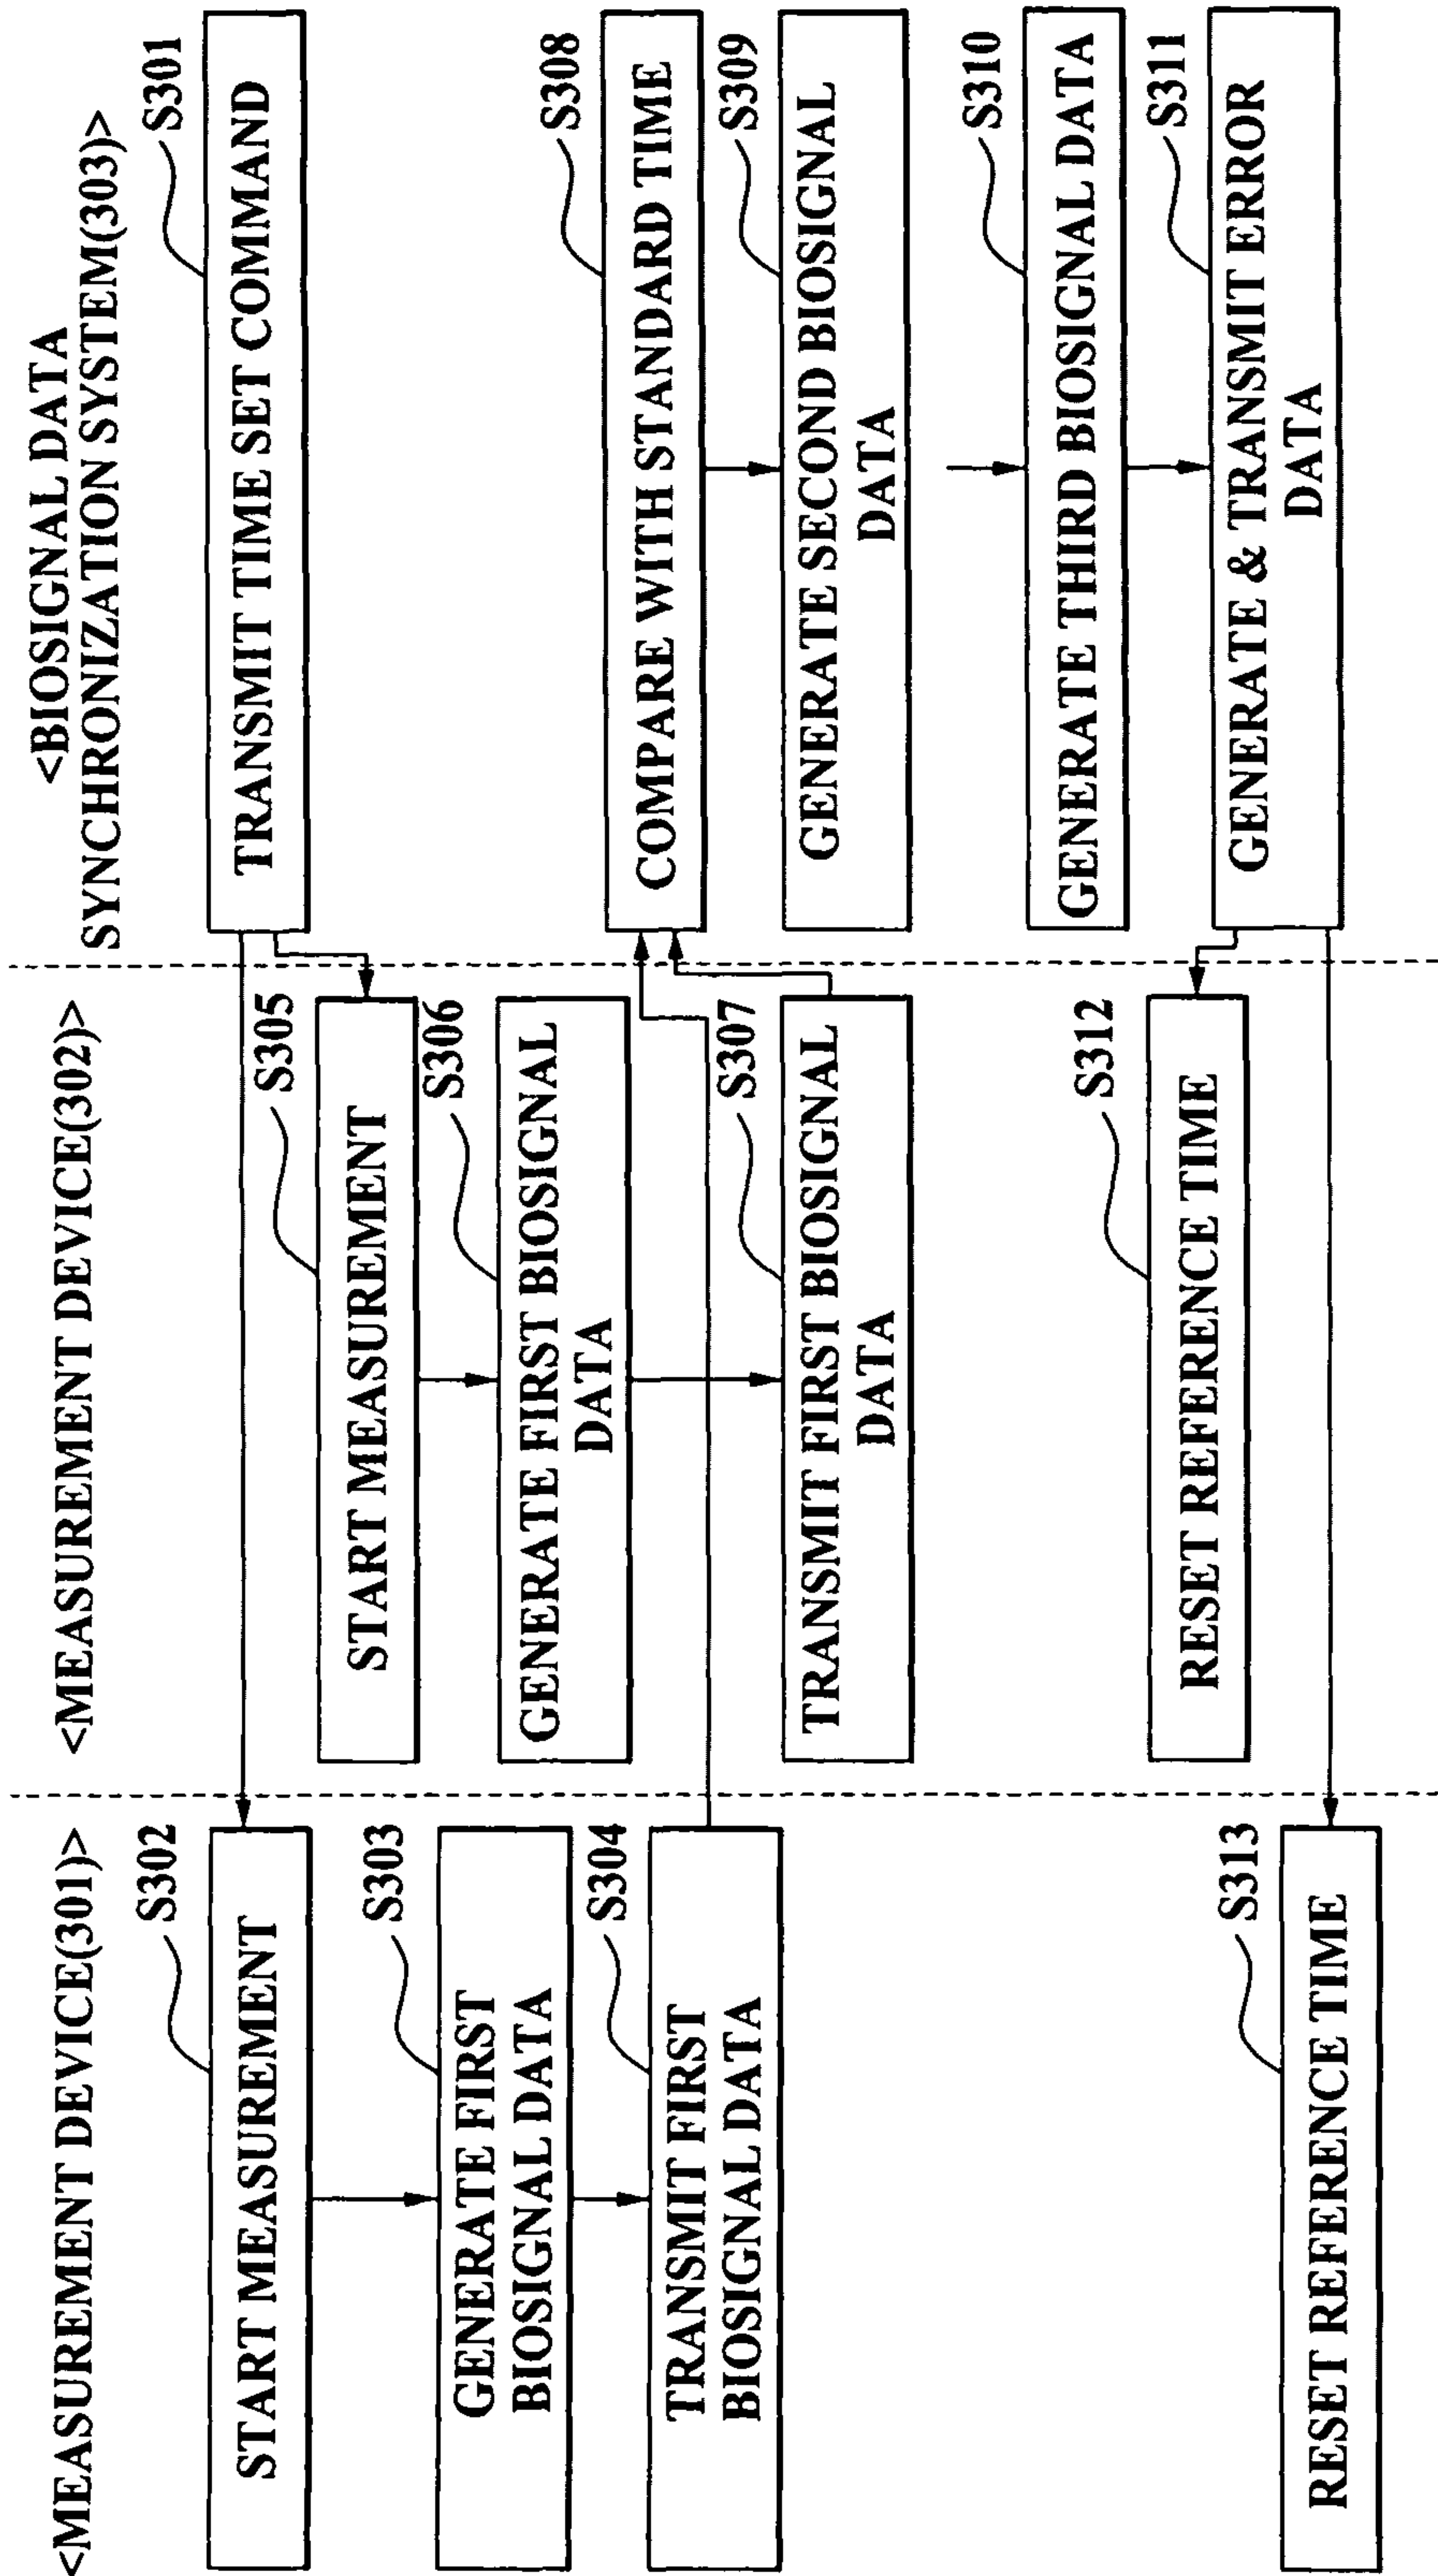 <MEASUREMENT DEVICE(301)>
S302
START MEASUREMENT
S303
GENERATE FIRST
BIOSIGNAL DATA
S304
TRANSMIT FIRST
BIOSIGNAL DATA
S313
RESET REFERENCE TIME
<MEASUREMENT DEVICE(302)>
S305
START MEASUREMENT
S306
GENERATE FIRST BIOSIGNAL
DATA
S307
TRANSMIT FIRST BIOSIGNAL
DATA
S312
RESET REFERENCE TIME
<BIOSIGNAL DATA
SYNCHRONIZATION SYSTEM(303)>
S301
TRANSMIT TIME SET COMMAND
S308
COMPARE WITH STANDARD TIME
S309
GENERATE SECOND BIOSIGNAL
DATA
S310
GENERATE THIRD BIOSIGNAL DATA
S311
GENERATE & TRANSMIT ERROR
DATA